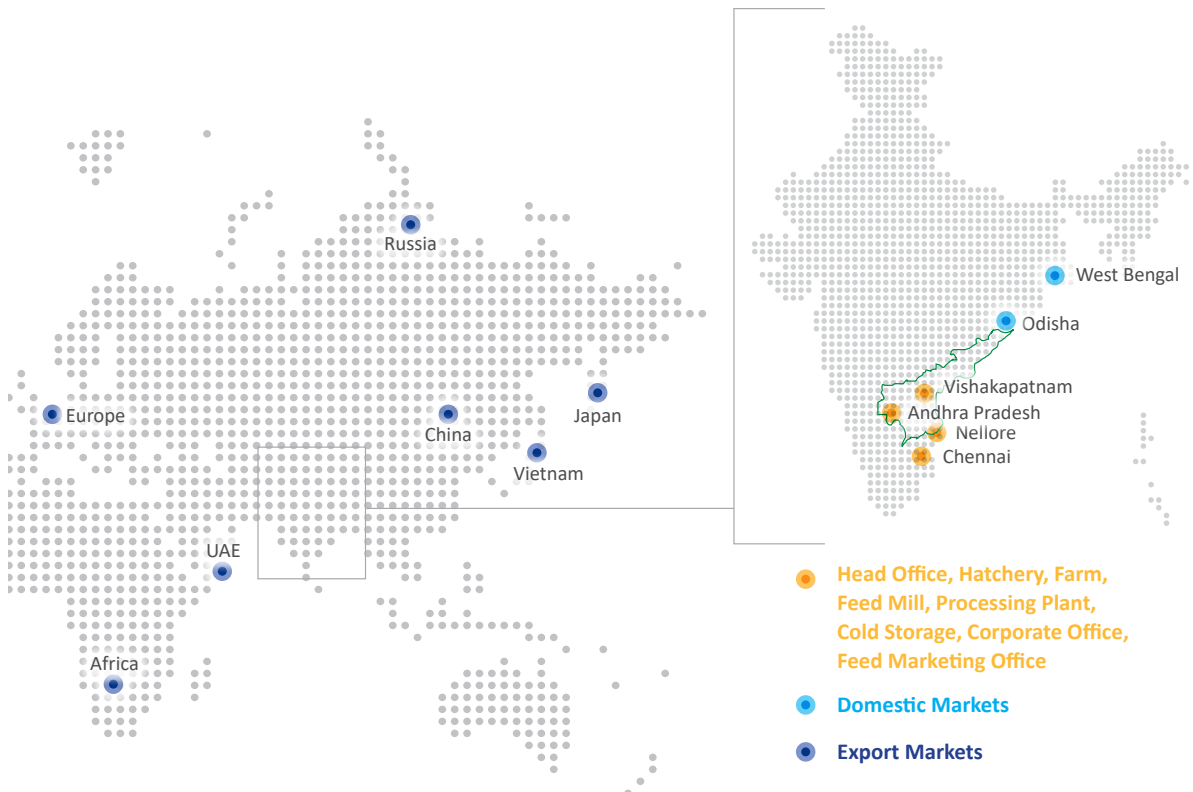 Russia
Europe
China
Japan
Vietnam
UAE
Africa
West Bengal
Odisha
Vishakapatnam
Andhra Pradesh
Nellore
Chennai
Head Office, Hatchery, Farm,
Feed Mill, Processing Plant,
Cold Storage, Corporate Office,
Feed Marketing Office
Domestic Markets
Export Markets